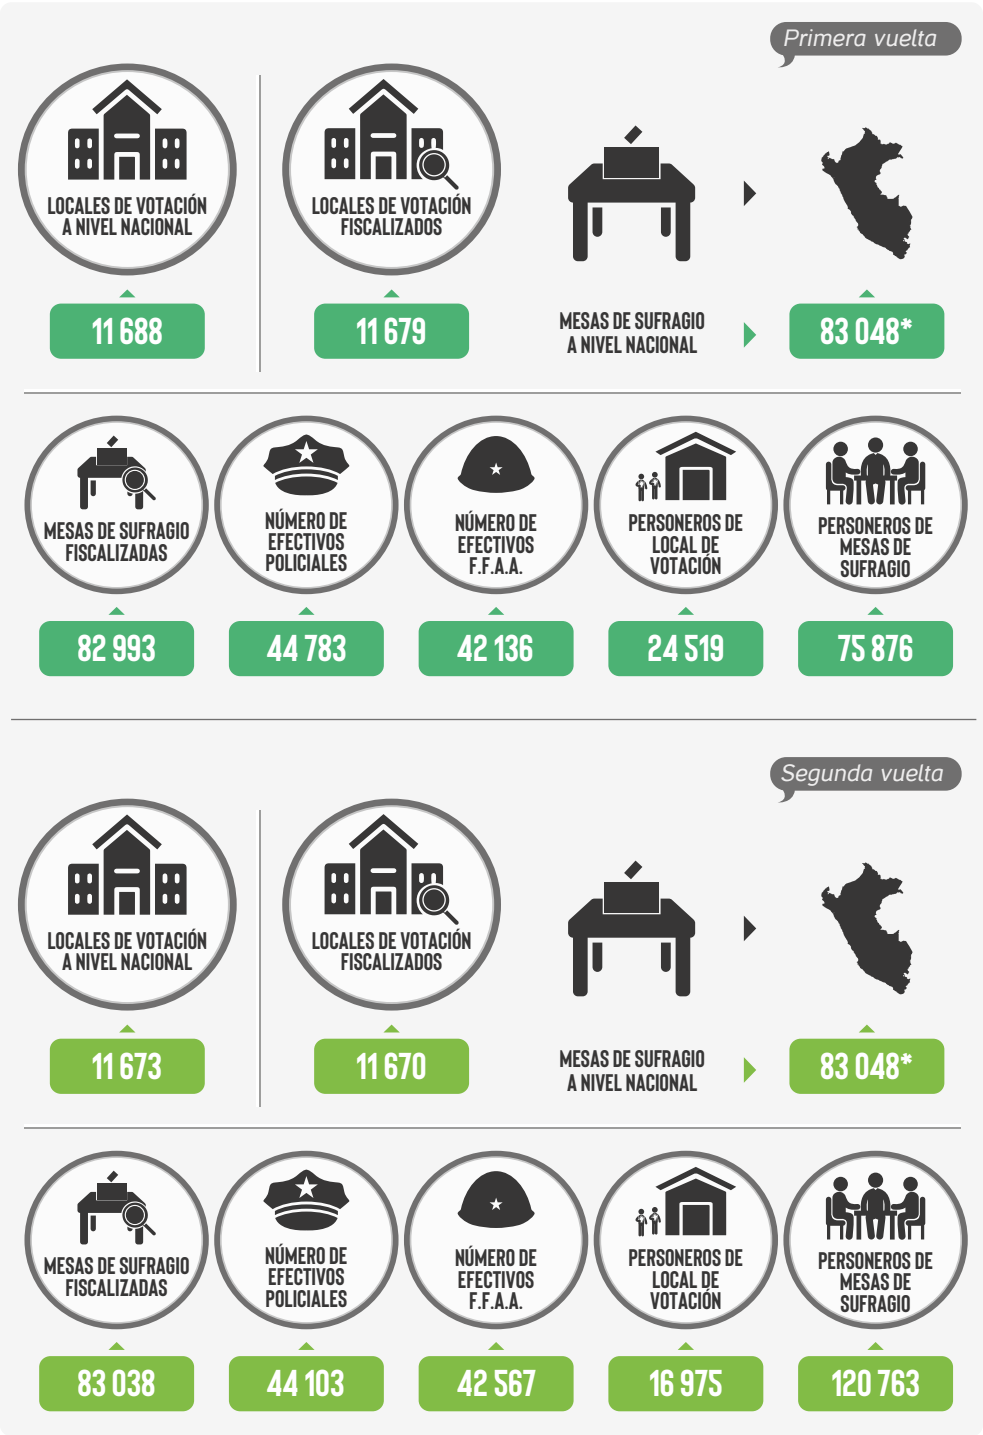 Primera vuelta
LOCALES DE VOTACIÓN
A NIVEL NACIONAL
11 688
LOCALES DE VOTACIÓN
FISCALIZADOS
11 679
MESAS DE SUFRAGIO
A NIVEL NACIONAL
83 048*
MESAS DE SUFRAGIO
FISCALIZADAS
82 993
NÚMERO DE
EFECTIVOS
POLICIALES
44 783
NÚMERO DE
EFECTIVOS
F.F.A.A.
42 136
PERSONEROS DE
LOCAL DE
VOTACIÓN
24 519
PERSONEROS DE
MESAS DE
SUFRAGIO
75 876
Segunda vuelta
LOCALES DE VOTACIÓN
A NIVEL NACIONAL
11 673
LOCALES DE VOTACIÓN
FISCALIZADOS
11 670
MESAS DE SUFRAGIO
A NIVEL NACIONAL
83 048*
MESAS DE SUFRAGIO
FISCALIZADAS
83 038
NÚMERO DE
EFECTIVOS
POLICIALES
44 103
NÚMERO DE
EFECTIVOS
F.F.A.A.
42 567
PERSONEROS DE
LOCAL DE
VOTACIÓN
16 975
PERSONEROS DE
MESAS DE
SUFRAGIO
120 763